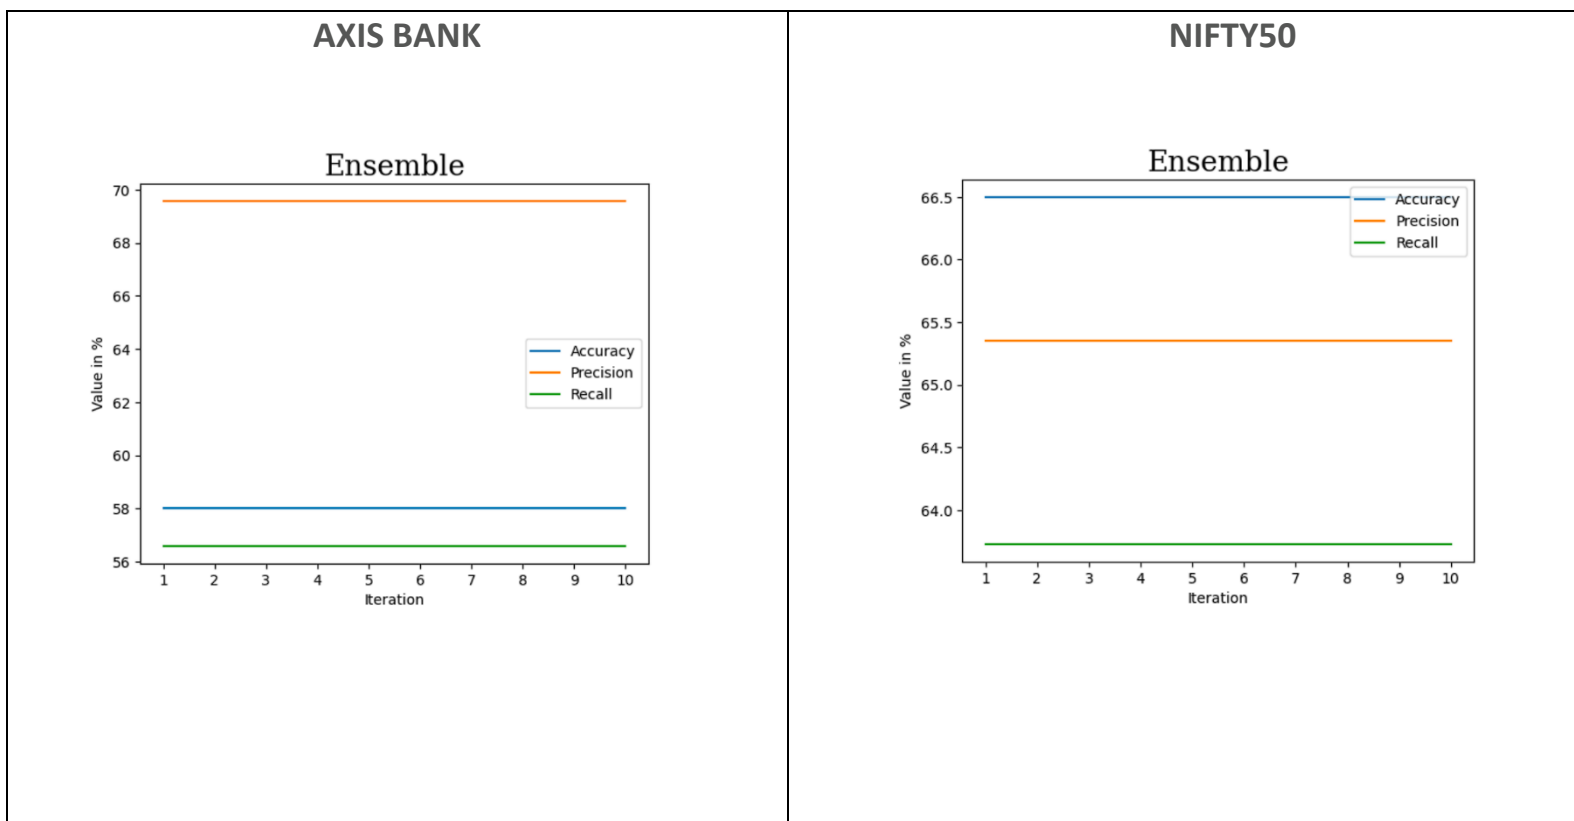 AXIS BANK
Ensemble
70
68
66
64
62
60
58
56
Value in %
Accuracy
Precision
Recall
1 2 3 4 5 6 7 8 9 10
Iteration
NIFTY50
Ensemble
66.5
66.0
65.5
65.0
64.5
64.0
Value in %
Accuracy
Precision
Recall
1 2 3 4 5 6 7 8 9 10
Iteration